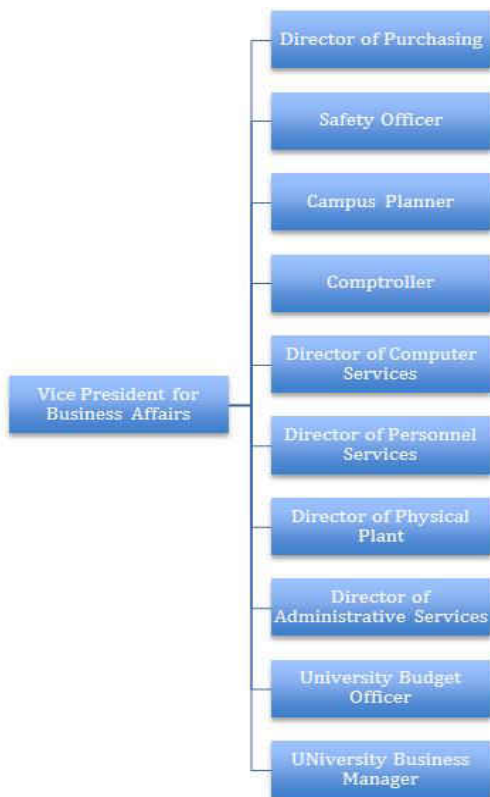 Director of Purchasing
Safety Officer
Campus Planner
Comptroller
Director of Computer
Services
Vice President for
Business Affairs
Director of Personnel
Services
Director of Physical
Plant
Director of
Administrative Services
University Budget
Officer
UNiversity Business
Manager